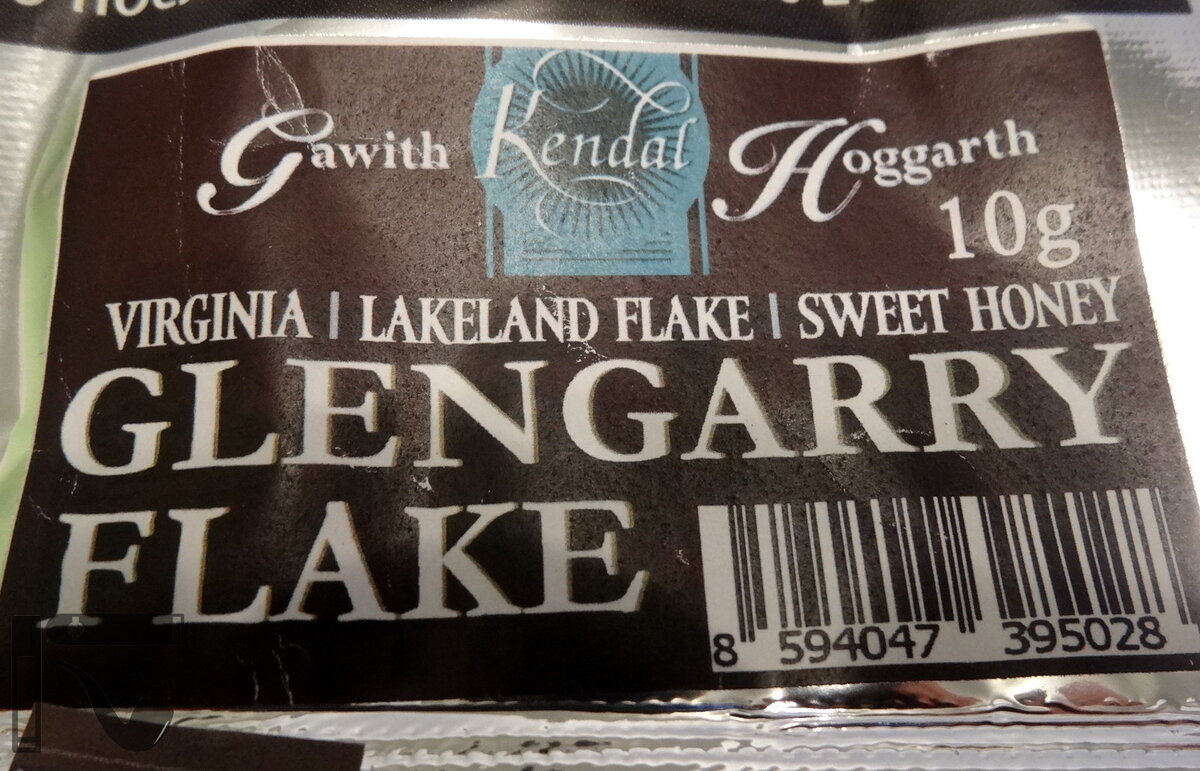 Gawith Kendal Hoggarth
10g
VIRGINIA | LAKELAND FLAKE | SWEET HONEY
GLENGARRY
FLAKE
8 594047 395028